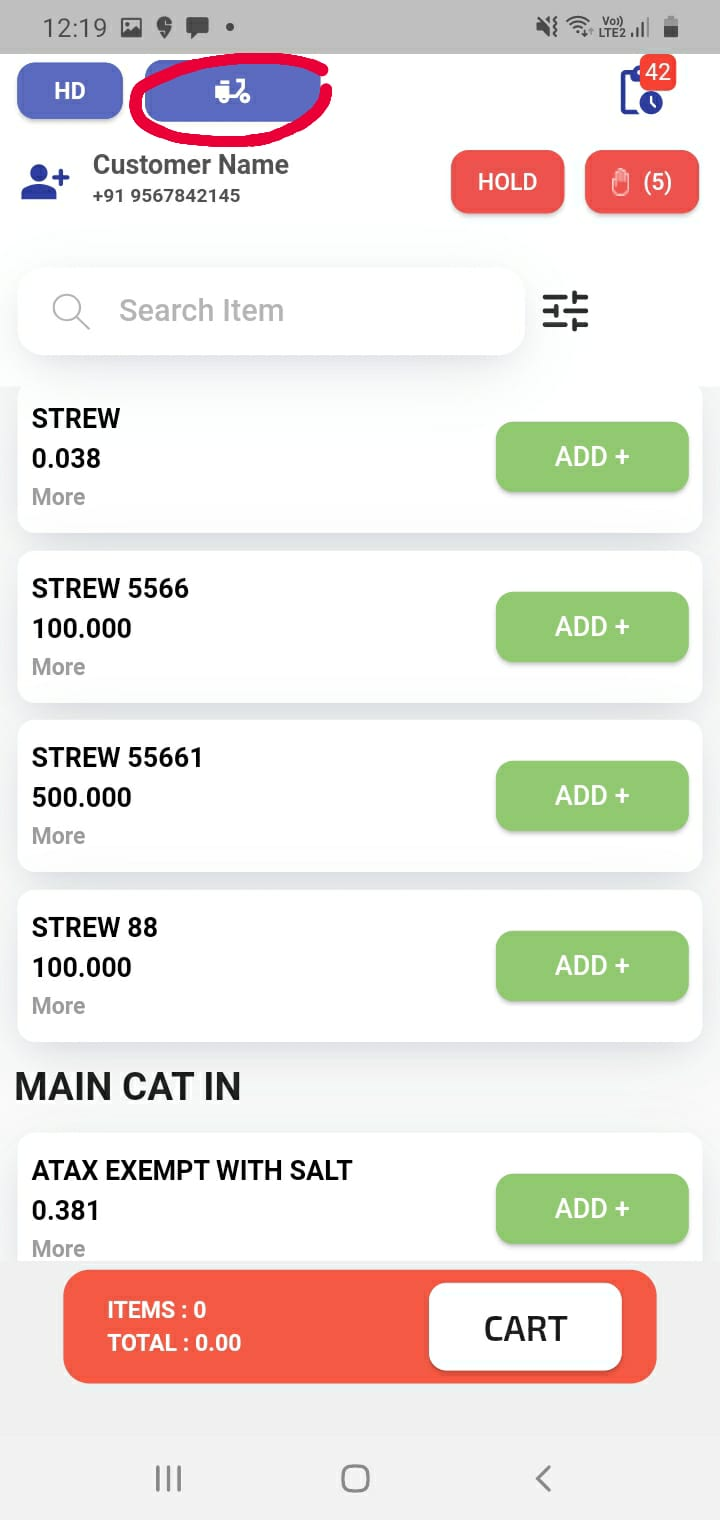 12:19
Vo))
LTE2
HD
42
Customer Name
+91 9567842145
HOLD
(5)
Search Item
STREW
0.038
More
ADD +
STREW 5566
100.000
More
ADD +
STREW 55661
500.000
More
ADD +
STREW 88
100.000
More
ADD +
MAIN CAT IN
ATAX EXEMPT WITH SALT
0.381
More
ADD +
ITEMS : 0
TOTAL : 0.00
CART